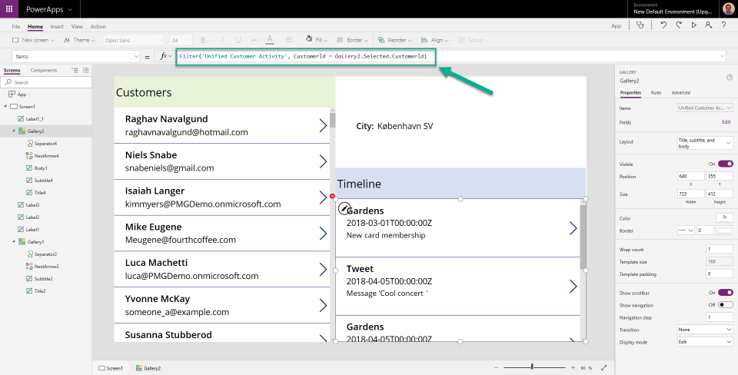 PowerApps
Environment
New Default Environment (Upg...
File Home Insert View Action
App
New screen Theme Open Sans 24 B I U A Fill Border Reorder Align Group
Items = fx Filter('Unified Customer Activity', CustomerId = Gallery1.Selected.CustomerId)
Screens Components
Search
App
Screen1
Label1_1
Gallery2
Separator4
NextArrow4
Body1
Subtitle4
Title4
Label3
Label2
Label1
Gallery1
Separator2
NextArrow2
Subtitle2
Title2
Customers
Raghav Navalgund
raghavnavalgund@hotmail.com
Niels Snabe
snabeniels@gmail.com
Isaiah Langer
kimmyers@PMGDemo.onmicrosoft.com
Mike Eugene
Meugene@fourthcoffee.com
Luca Machetti
luca@PMGDemo.onmicrosoft.com
Yvonne McKay
someone_a@example.com
Susanna Stubberod
City: København SV
Timeline
Gardens
2018-03-01T00:00:00Z
New card membership
Tweet
2018-04-05T00:00:00Z
Message 'Cool concert '
Gardens
2018-04-05T00:00:00Z
GALLERY
Gallery2
Properties Rules Advanced
Items Unified Customer Ac...
Fields Edit
Layout Title, subtitle, and body
Visible On
Position 640 355
X Y
Size 723 412
Width Height
Color
Border 0
Wrap count 1
Template size 168
Template padding 0
Show scrollbar On
Show navigation Off
Navigation step 1
Transition None
Display mode Edit
Screen1 Gallery2